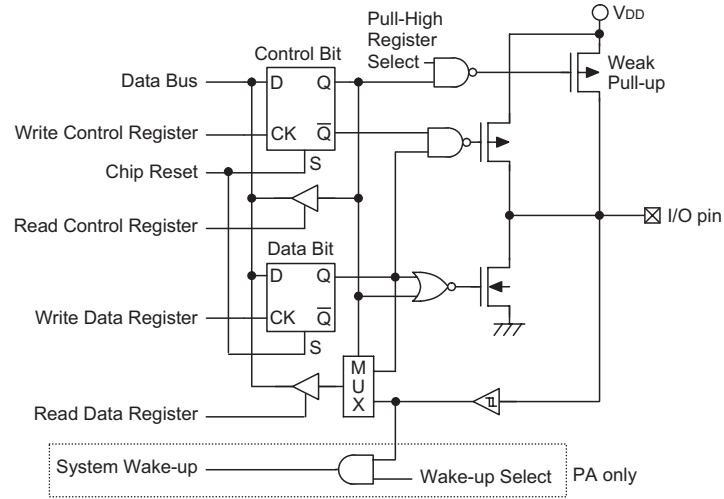 VDD
Pull-High
Register
Select
Control Bit
Weak
Pull-up
Data Bus
D
Q
Write Control Register
CK
Q
Chip Reset
S
Read Control Register
I/O pin
Data Bit
D
Q
Write Data Register
CK
Q
S
M
U
X
Read Data Register
System Wake-up
Wake-up Select
PA only